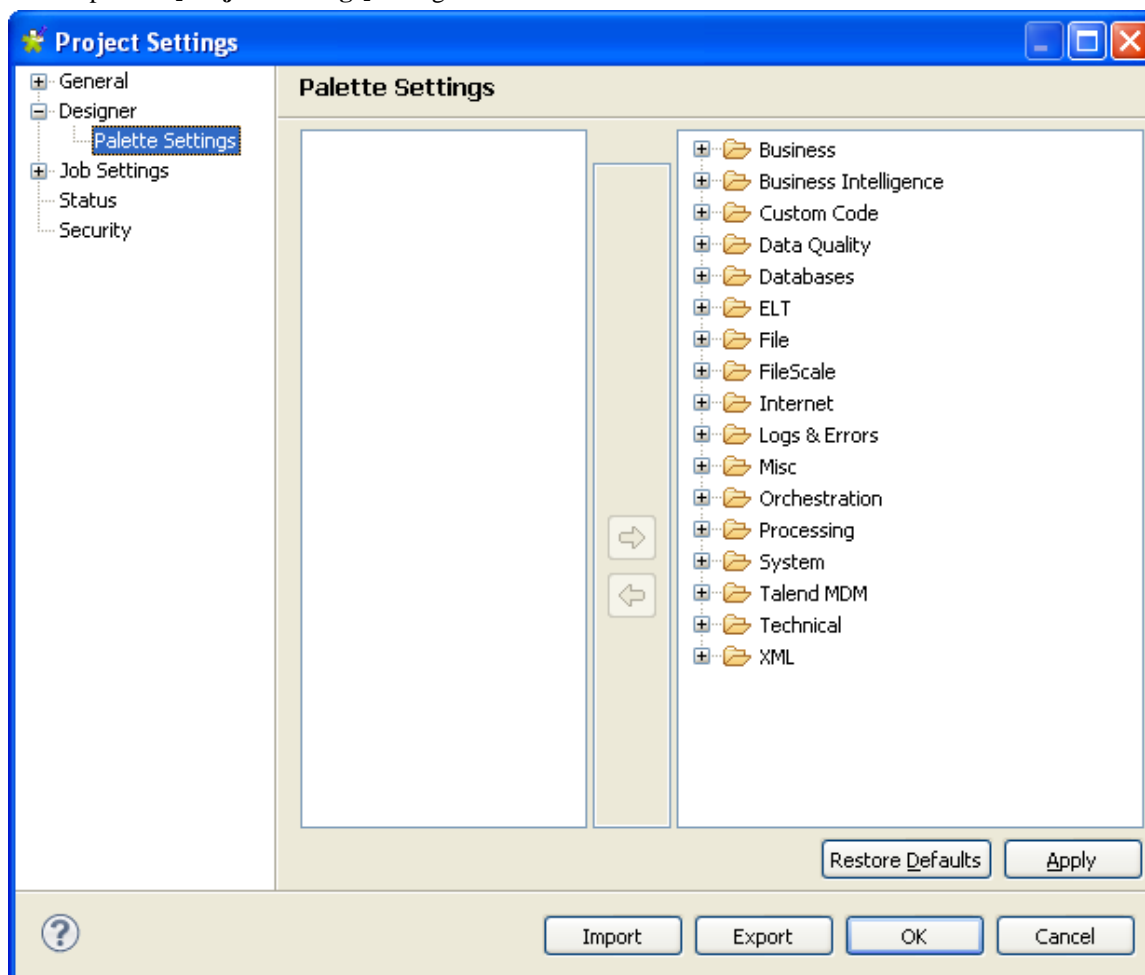 Project Settings
General
Designer
Palette Settings
Job Settings
Status
Security
Palette Settings
Business
Business Intelligence
Custom Code
Data Quality
Databases
ELT
File
FileScale
Internet
Logs & Errors
Misc
Orchestration
Processing
System
Talend MDM
Technical
XML
Restore Defaults
Apply
Import
Export
OK
Cancel